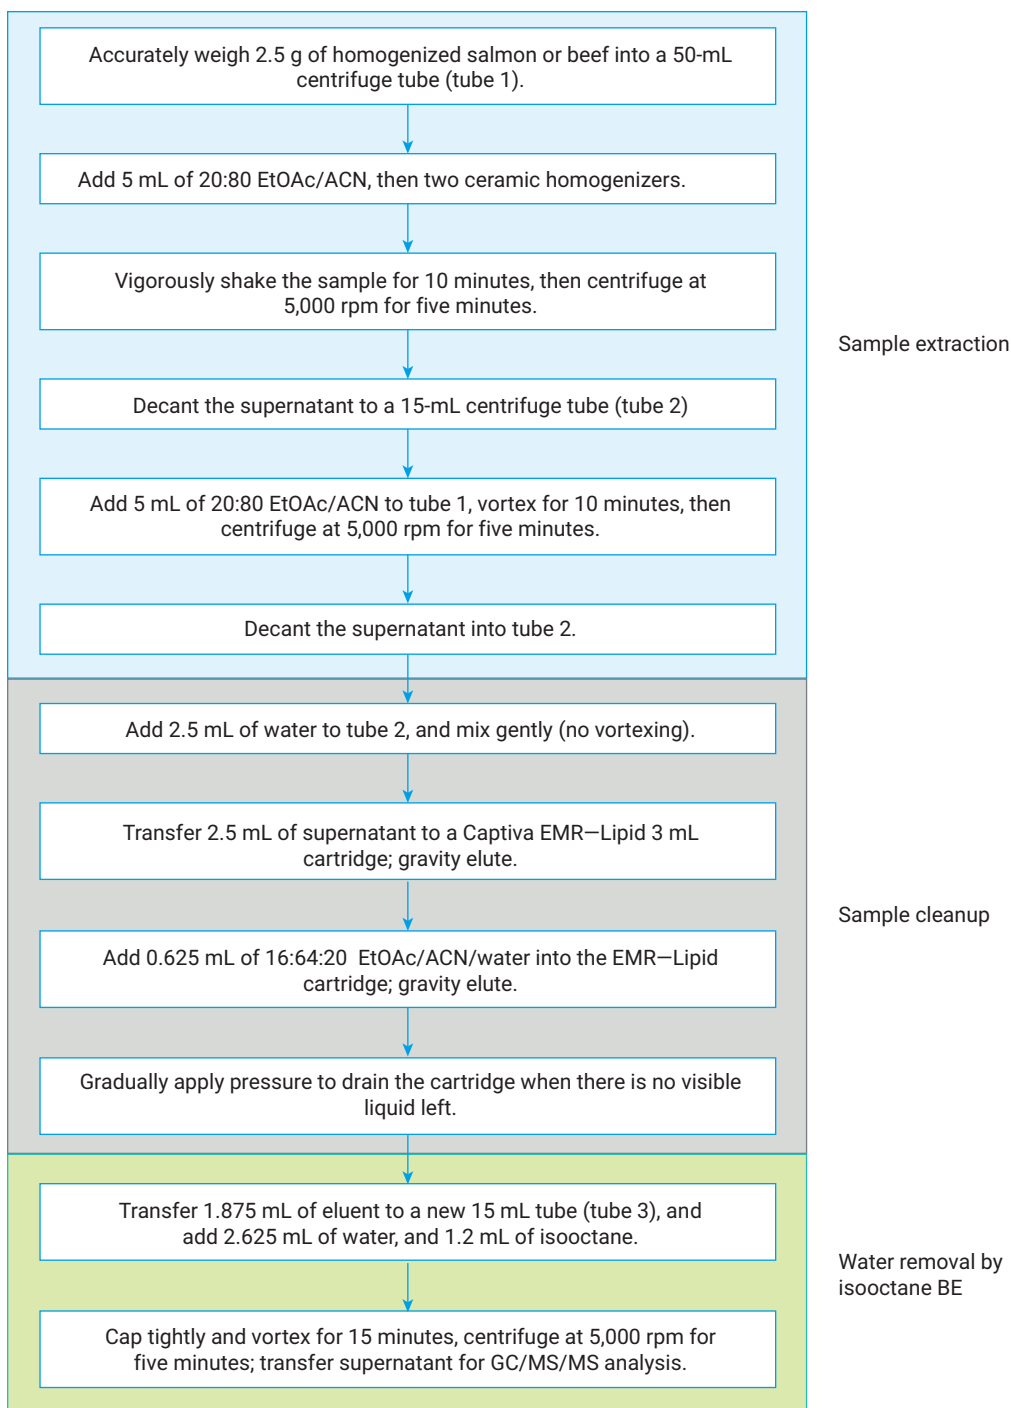 Accurately weigh 2.5 g of homogenized salmon or beef into a 50-mL
centrifuge tube (tube 1).
Add 5 mL of 20:80 EtOAc/ACN, then two ceramic homogenizers.
Vigorously shake the sample for 10 minutes, then centrifuge at
5,000 rpm for five minutes.
Sample extraction
Decant the supernatant to a 15-mL centrifuge tube (tube 2)
Add 5 mL of 20:80 EtOAc/ACN to tube 1, vortex for 10 minutes, then
centrifuge at 5,000 rpm for five minutes.
Decant the supernatant into tube 2.
Add 2.5 mL of water to tube 2, and mix gently (no vortexing).
Transfer 2.5 mL of supernatant to a Captiva EMR—Lipid 3 mL
cartridge; gravity elute.
Sample cleanup
Add 0.625 mL of 16:64:20 EtOAc/ACN/water into the EMR—Lipid
cartridge; gravity elute.
Gradually apply pressure to drain the cartridge when there is no visible
liquid left.
Transfer 1.875 mL of eluent to a new 15 mL tube (tube 3), and
add 2.625 mL of water, and 1.2 mL of isooctane.
Water removal by
isooctane BE
Cap tightly and vortex for 15 minutes, centrifuge at 5,000 rpm for
five minutes; transfer supernatant for GC/MS/MS analysis.